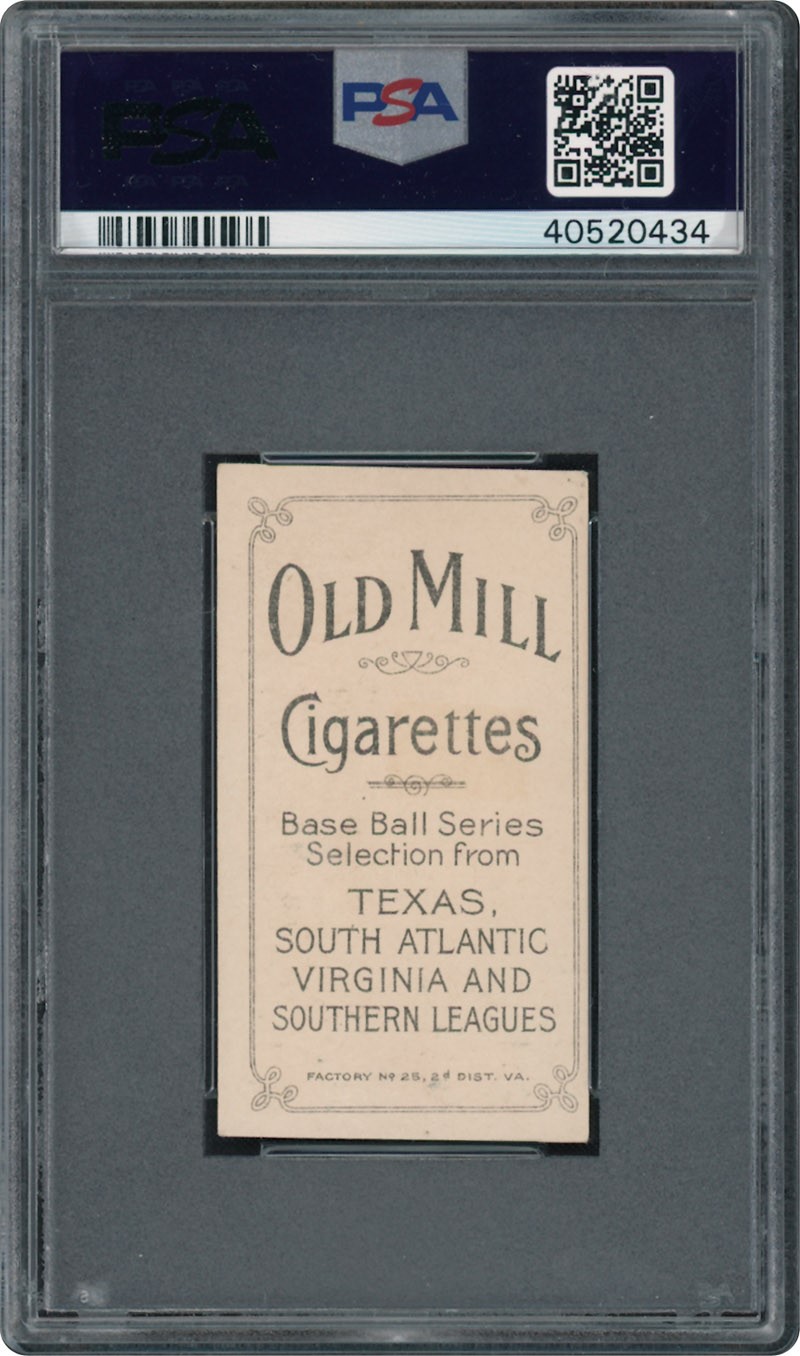 PSA
PSA
40520434
OLD MILL
Cigarettes
Base Ball Series
Selection from
TEXAS,
SOUTH ATLANTIC
VIRGINIA AND
SOUTHERN LEAGUES
FACTORY Nº 25, 2d DIST. VA.